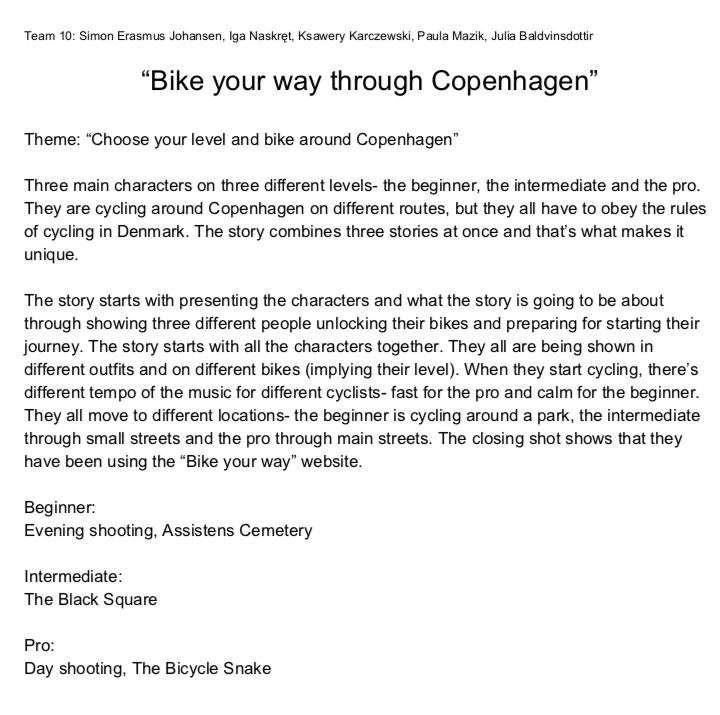 Team 10: Simon Erasmus Johansen, Iga Naskręt, Ksawery Karczewski, Paula Mazik, Julia Baldvinsdottir
“Bike your way through Copenhagen”
Theme: “Choose your level and bike around Copenhagen”
Three main characters on three different levels- the beginner, the intermediate and the pro.
They are cycling around Copenhagen on different routes, but they all have to obey the rules
of cycling in Denmark. The story combines three stories at once and that’s what makes it
unique.
The story starts with presenting the characters and what the story is going to be about
through showing three different people unlocking their bikes and preparing for starting their
journey. The story starts with all the characters together. They all are being shown in
different outfits and on different bikes (implying their level). When they start cycling, there’s
different tempo of the music for different cyclists- fast for the pro and calm for the beginner.
They all move to different locations- the beginner is cycling around a park, the intermediate
through small streets and the pro through main streets. The closing shot shows that they
have been using the “Bike your way” website.
Beginner:
Evening shooting, Assistens Cemetery
Intermediate:
The Black Square
Pro:
Day shooting, The Bicycle Snake